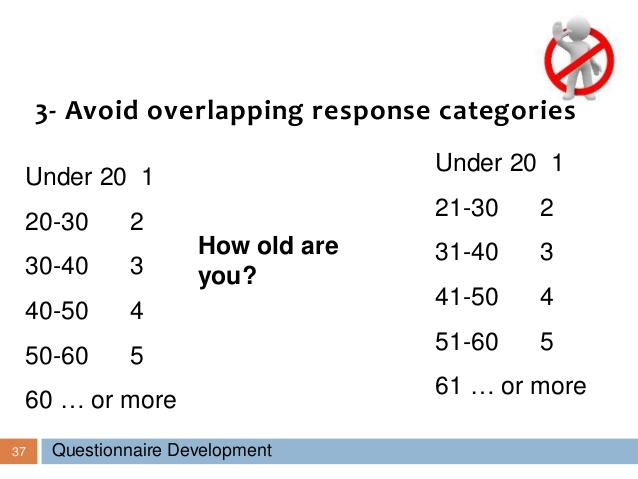 3- Avoid overlapping response categories
Under 20 1
20-30 2
30-40 3
40-50 4
50-60 5
60 … or more
How old are
you?
Under 20 1
21-30 2
31-40 3
41-50 4
51-60 5
61 … or more
37 Questionnaire Development